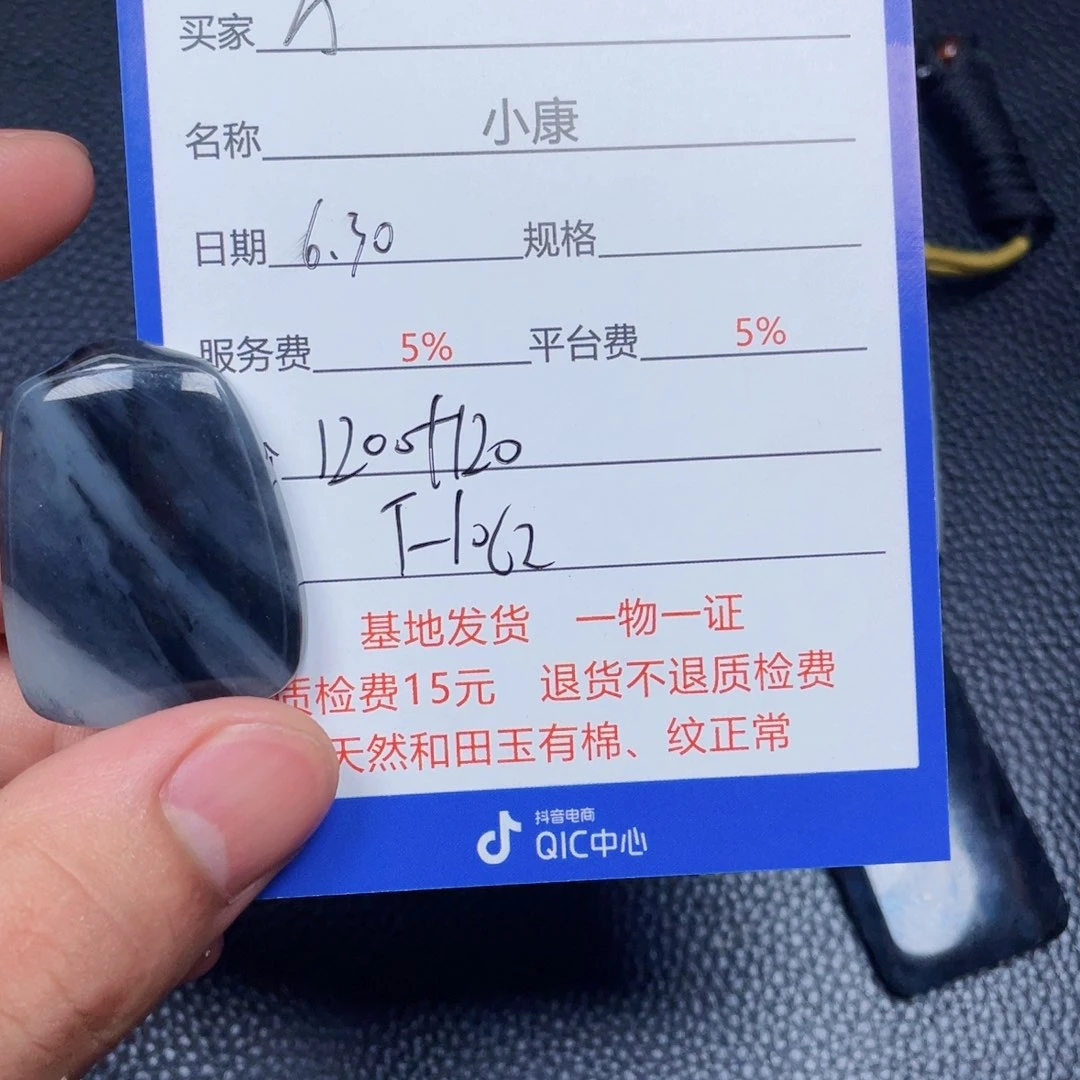 买家
名称 小康
日期 6.30 规格
服务费 5% 平台费 5%
1200+120
T-1062
基地发货 一物一证
质检费15元 退货不退质检费
天然和田玉有棉、纹正常
抖音电商
QIC中心